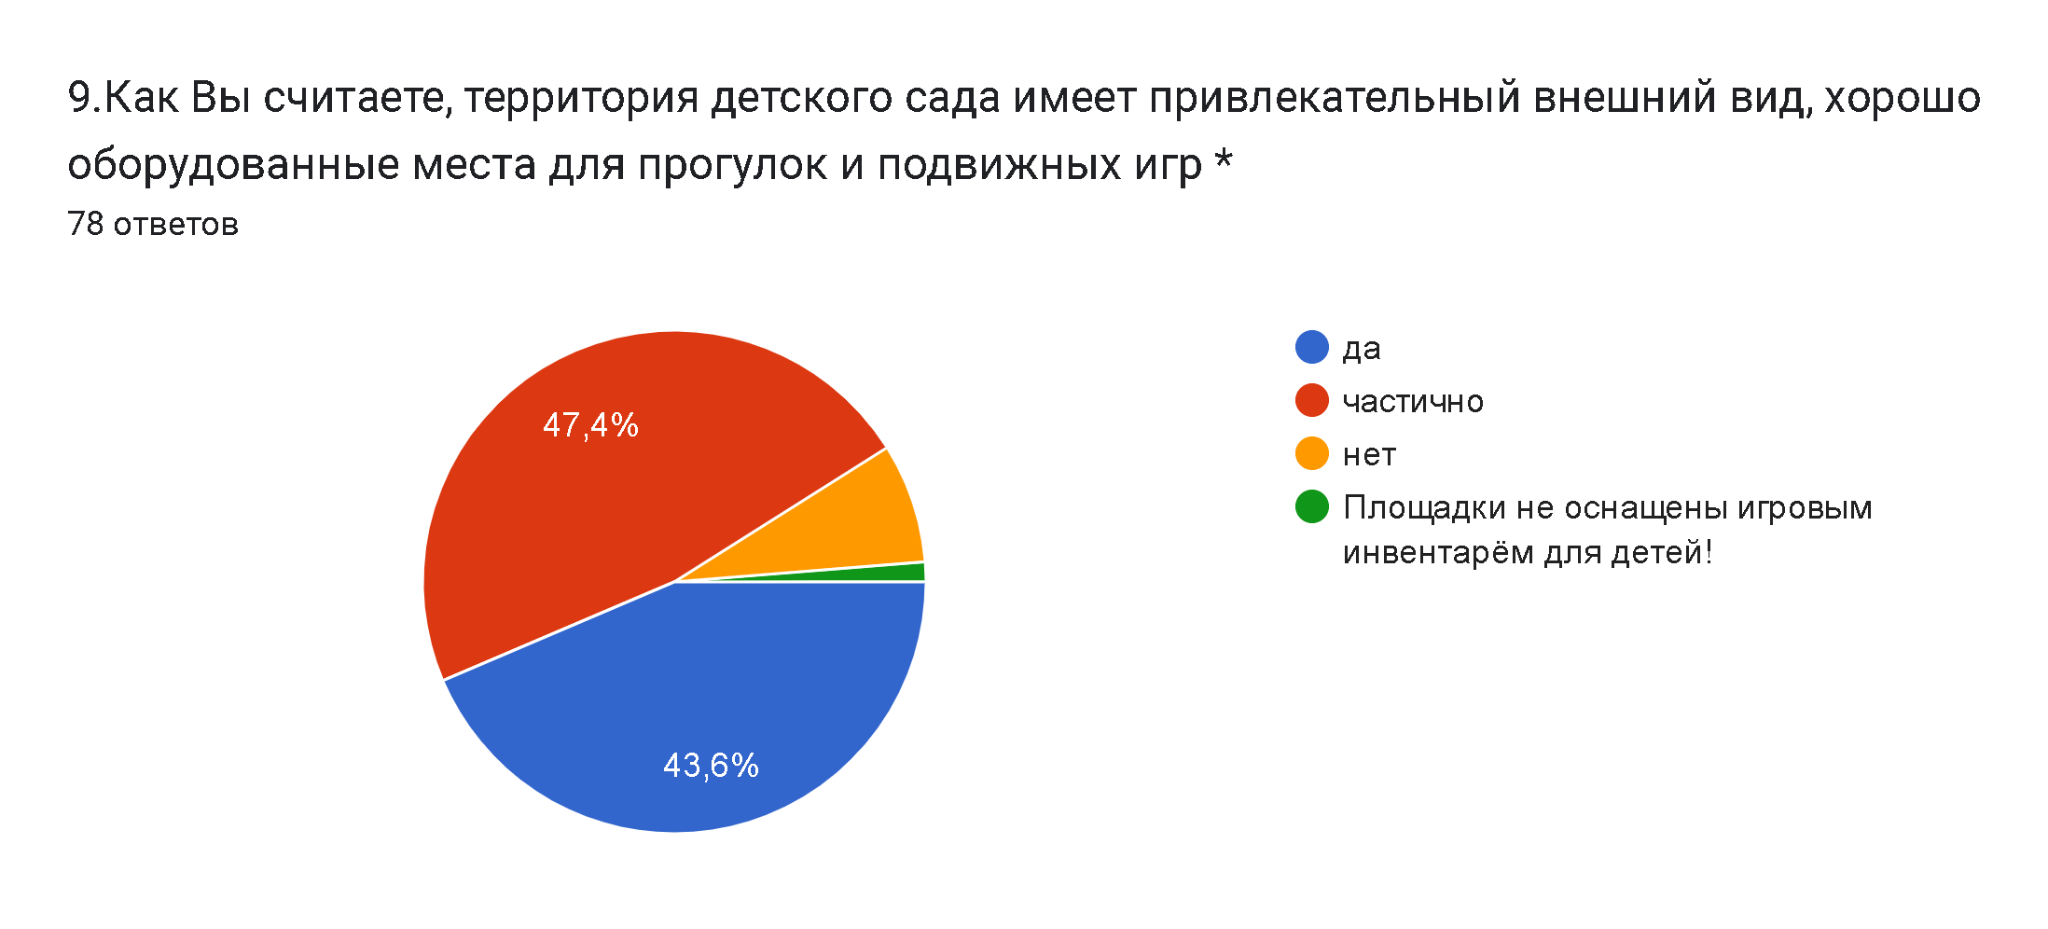 9.Как Вы считаете, территория детского сада имеет привлекательный внешний вид, хорошо
оборудованные места для прогулок и подвижных игр *
78 ответов
47,4%
43,6%
да
частично
нет
Площадки не оснащены игровым
инвентарём для детей!